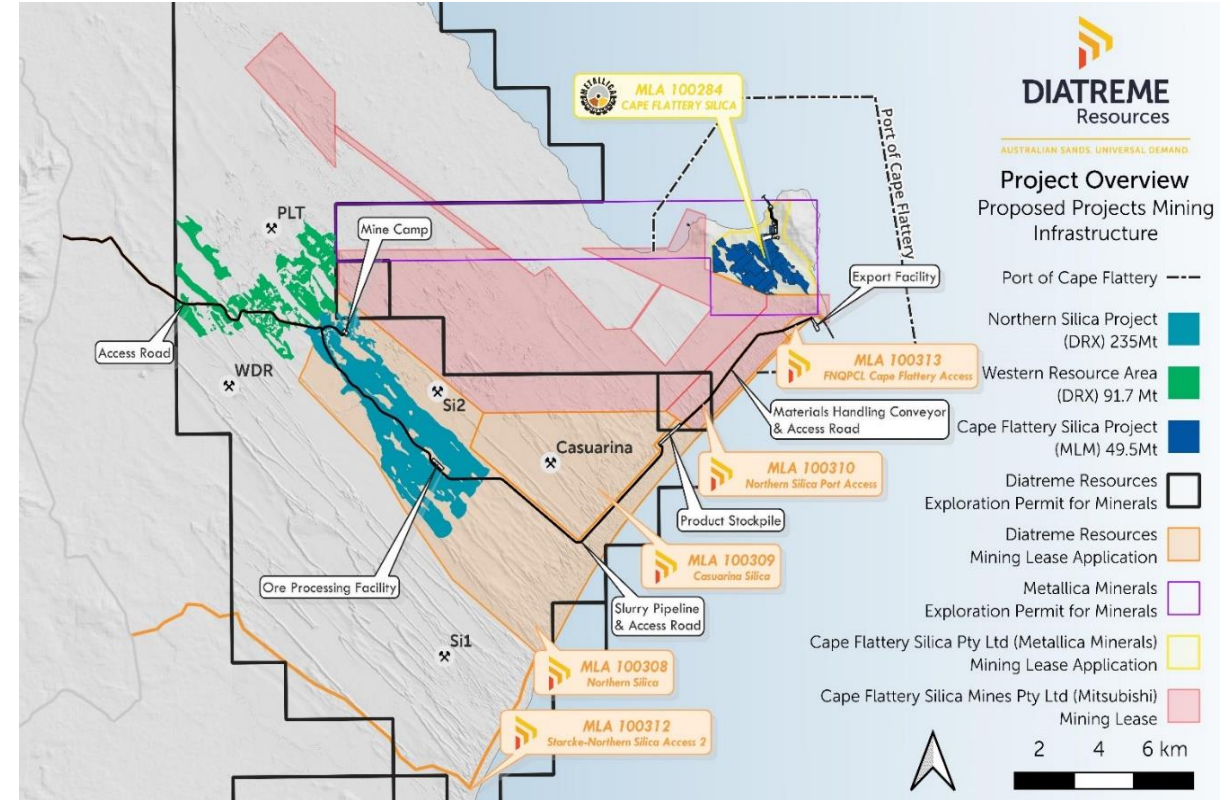 METALLICA
MLA 100284
CAPE FLATTERY SILICA
Port of Cape Flattery
PLT
Mine Camp
Export Facility
Access Road
WDR
Si2
MLA 100313
FNQPCL Cape Flattery Access
Materials Handling Conveyor
& Access Road
Casuarina
MLA 100310
Northern Silica Port Access
Product Stockpile
MLA 100309
Casuarina Silica
Ore Processing Facility
Slurry Pipeline
& Access Road
Si1
MLA 100308
Northern Silica
MLA 100312
Starcke-Northern Silica Access 2
DIATREME
Resources
AUSTRALIAN SANDS. UNIVERSAL DEMAND.
Project Overview
Proposed Projects Mining
Infrastructure
Port of Cape Flattery
Northern Silica Project
(DRX) 235Mt
Western Resource Area
(DRX) 91.7 Mt
Cape Flattery Silica Project
(MLM) 49.5Mt
Diatreme Resources
Exploration Permit for Minerals
Diatreme Resources
Mining Lease Application
Metallica Minerals
Exploration Permit for Minerals
Cape Flattery Silica Pty Ltd (Metallica Minerals)
Mining Lease Application
Cape Flattery Silica Mines Pty Ltd (Mitsubishi)
Mining Lease
2 4 6 km